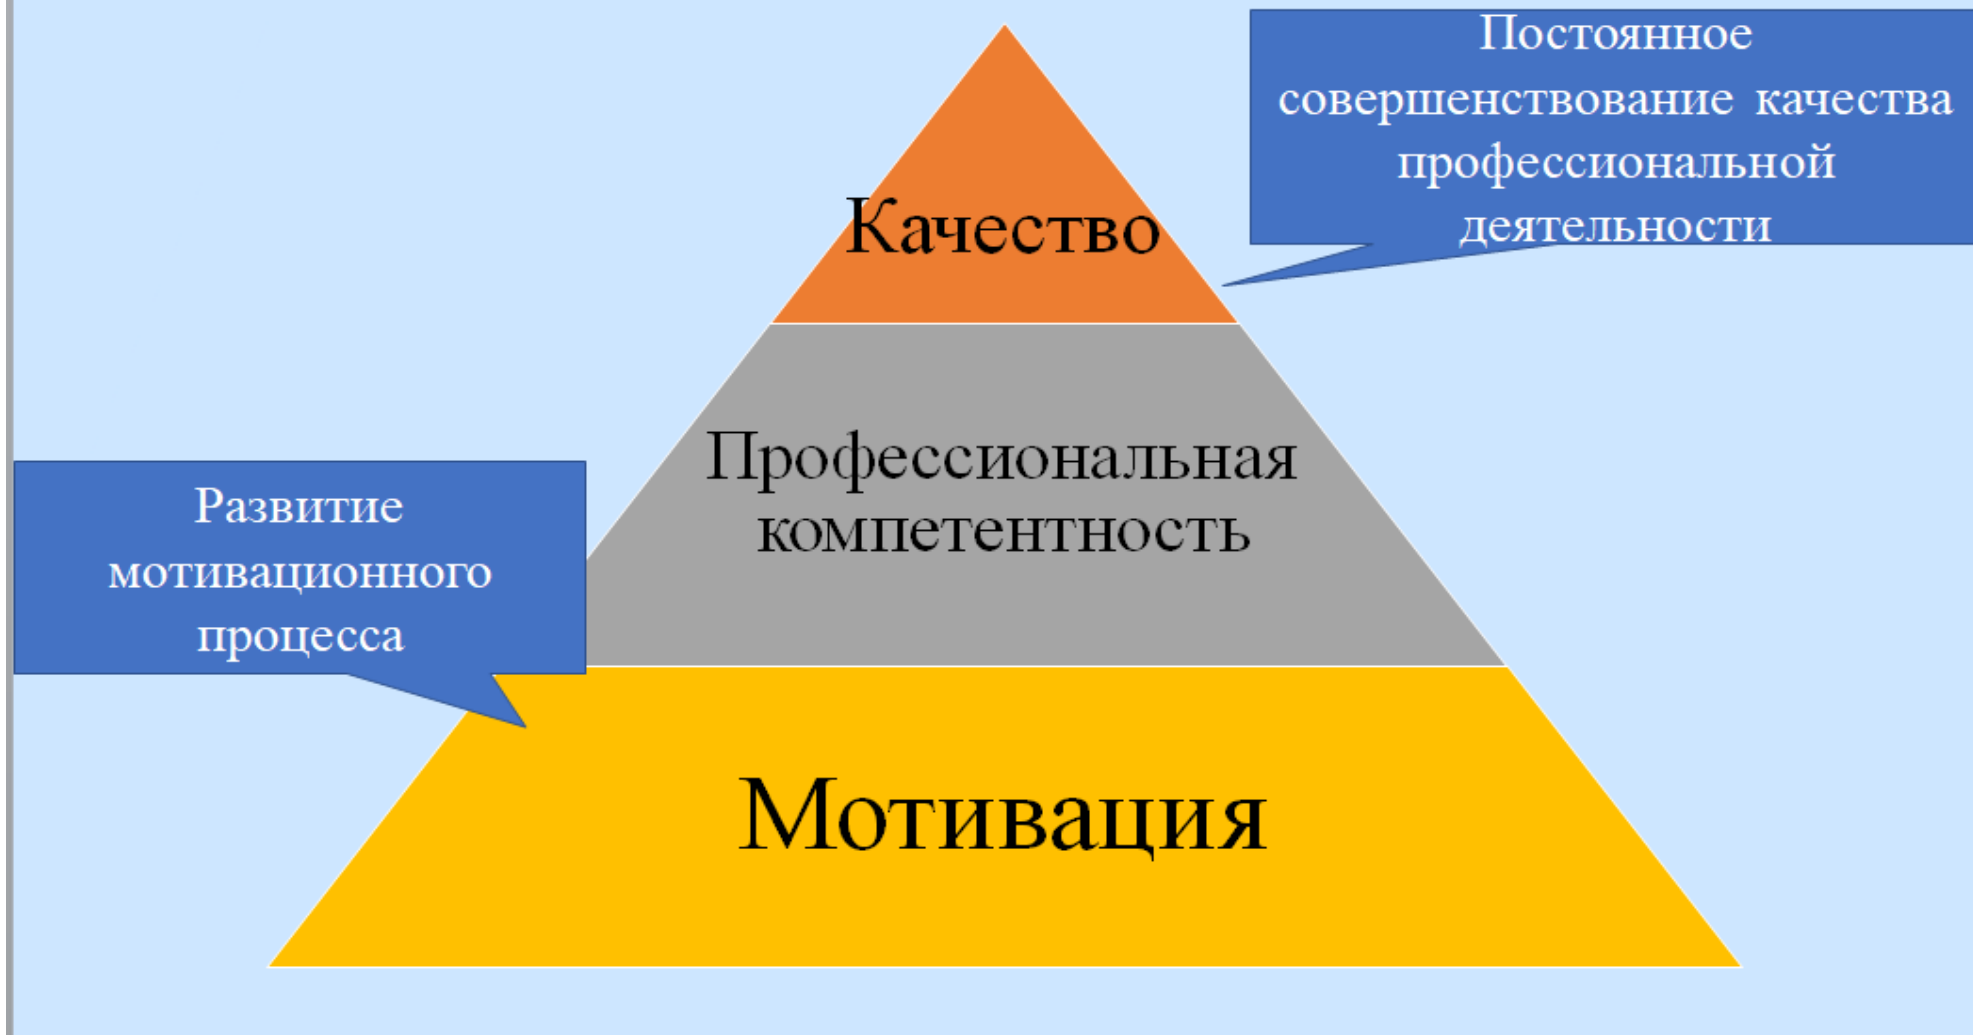 Постоянное
совершенствование качества
профессиональной
деятельности
Качество
Профессиональная
компетентность
Развитие
мотивационного
процесса
Мотивация